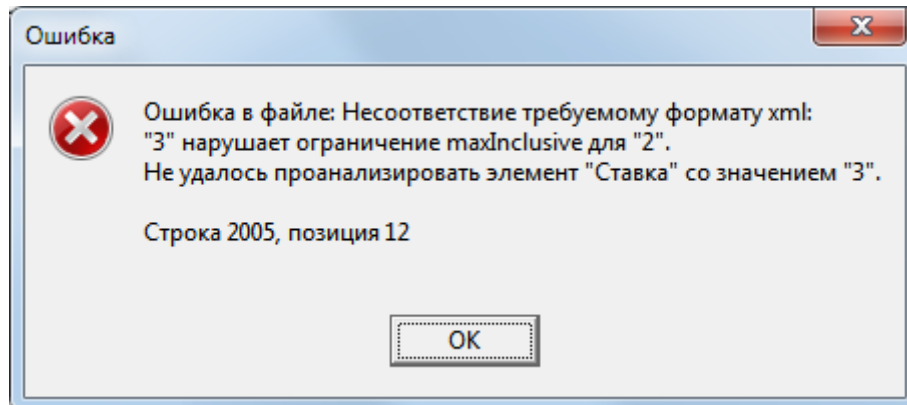 Ошибка
Ошибка в файле: Несоответствие требуемому формату xml:
"3" нарушает ограничение maxInclusive для "2".
Не удалось проанализировать элемент "Ставка" со значением "3".
Строка 2005, позиция 12
OK